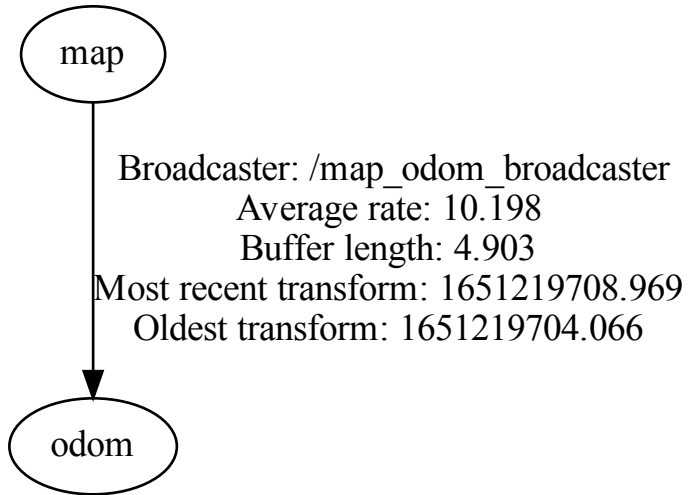 map
Broadcaster: /map_odom_broadcaster
Average rate: 10.198
Buffer length: 4.903
Most recent transform: 1651219708.969
Oldest transform: 1651219704.066
odom